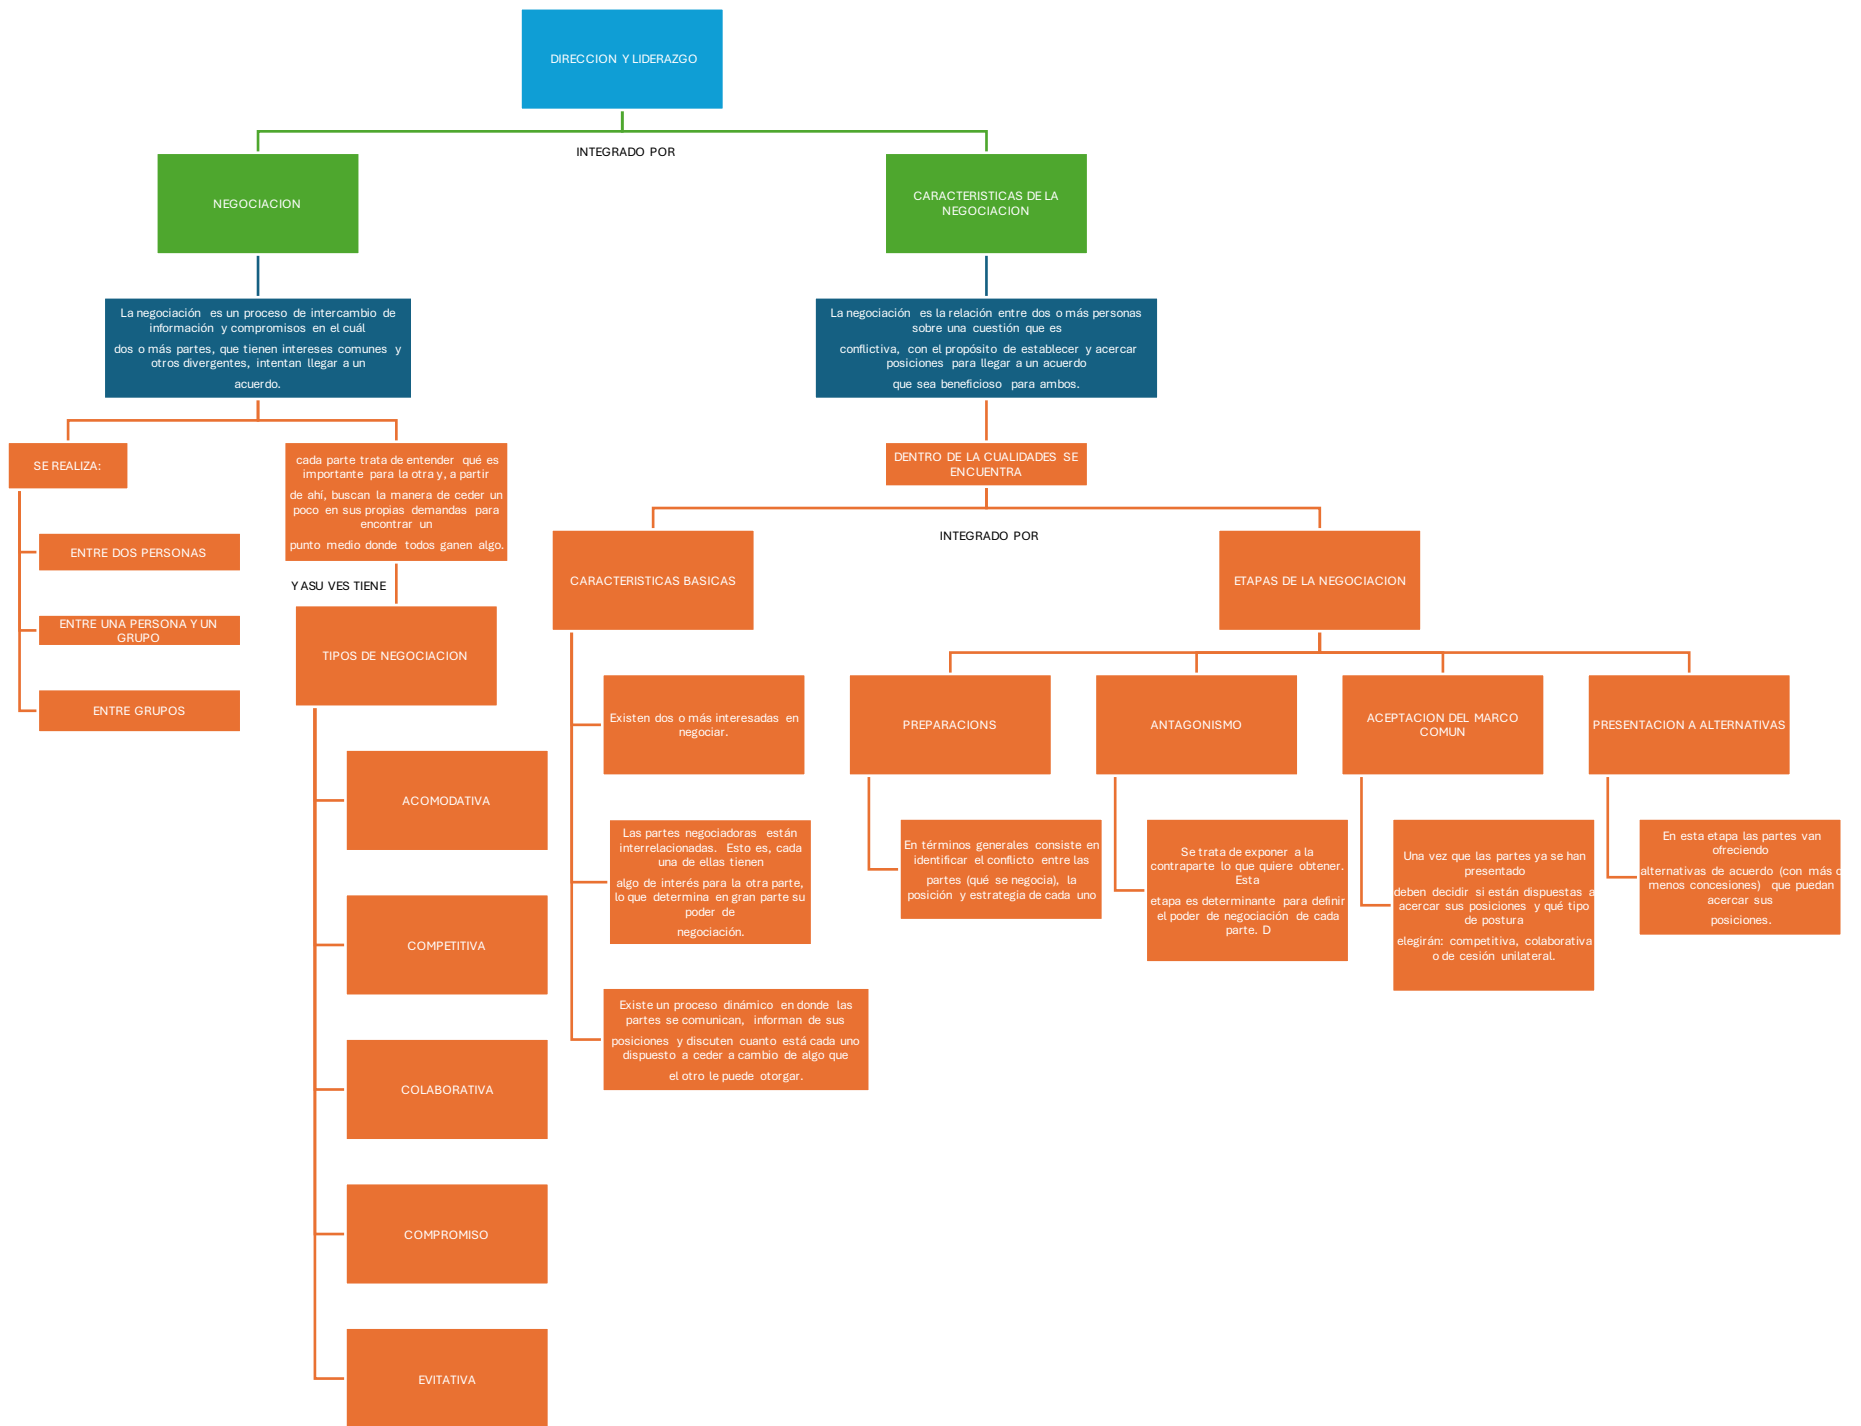 DIRECCION Y LIDERAZGO
INTEGRADO POR
NEGOCIACION
CARACTERISTICAS DE LA
NEGOCIACION
La negociación es un proceso de intercambio de
información y compromisos en el cuál
dos o más partes, que tienen intereses comunes y
otros divergentes, intentan llegar a un
acuerdo.
La negociación es la relación entre dos o más personas
sobre una cuestión que es
conflictiva, con el propósito de establecer y acercar
posiciones para llegar a un acuerdo
que sea beneficioso para ambos.
SE REALIZA:
ENTRE DOS PERSONAS
ENTRE UNA PERSONA Y UN
GRUPO
ENTRE GRUPOS
cada parte trata de entender qué es
importante para la otra y, a partir
de ahí, buscan la manera de ceder un
poco en sus propias demandas para
encontrar un
punto medio donde todos ganen algo.
Y ASU VES TIENE
TIPOS DE NEGOCIACION
ACOMODATIVA
COMPETITIVA
COLABORATIVA
COMPROMISO
EVITATIVA
DENTRO DE LA CUALIDADES SE
ENCUENTRA
INTEGRADO POR
CARACTERISTICAS BASICAS
Existen dos o más interesadas en
negociar.
Las partes negociadoras están
interrelacionadas. Esto es, cada
una de ellas tienen
algo de interés para la otra parte,
lo que determina en gran parte su
poder de
negociación.
Existe un proceso dinámico en donde las
partes se comunican, informan de sus
posiciones y discuten cuanto está cada uno
dispuesto a ceder a cambio de algo que
el otro le puede otorgar.
ETAPAS DE LA NEGOCIACION
PREPARACIONS
En términos generales consiste en
identificar el conflicto entre las
partes (qué se negocia), la
posición y estrategia de cada uno
ANTAGONISMO
Se trata de exponer a la
contraparte lo que quiere obtener.
Esta
etapa es determinante para definir
el poder de negociación de cada
parte. D
ACEPTACION DEL MARCO
COMUN
Una vez que las partes ya se han
presentado
deben decidir si están dispuestas a
acercar sus posiciones y qué tipo
de postura
elegirán: competitiva, colaborativa
o de cesión unilateral.
PRESENTACION A ALTERNATIVAS
En esta etapa las partes van
ofreciendo
alternativas de acuerdo (con más
menos concesiones) que puedan
acercar sus
posiciones.